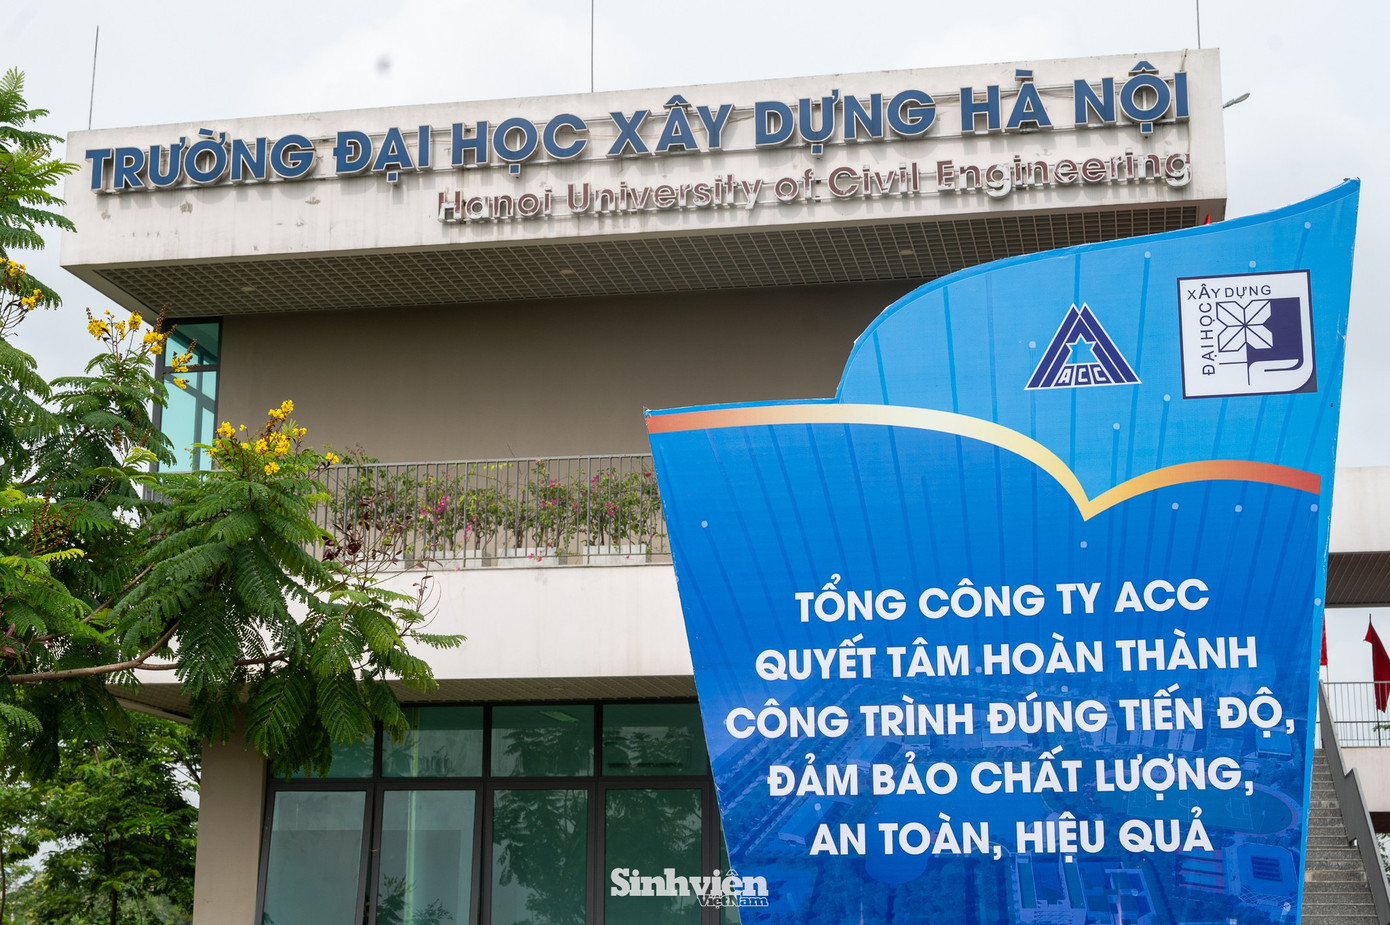 TRƯỜNG ĐẠI HỌC XÂY DỰNG HÀ NỘI
Hanoi University of Civil Engineering
ACC
XÂY DỰNG
ĐẠI HỌC
TỔNG CÔNG TY ACC
QUYẾT TÂM HOÀN THÀNH
CÔNG TRÌNH ĐÚNG TIẾN ĐỘ,
ĐẢM BẢO CHẤT LƯỢNG,
AN TOÀN, HIỆU QUẢ
Sinhviên
ViệtNam